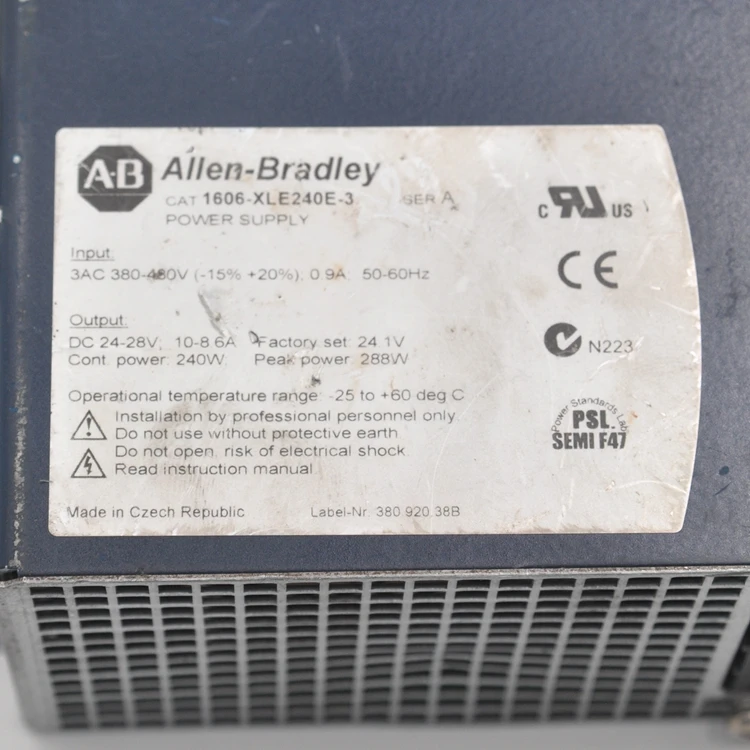 A-B Allen-Bradley
CAT 1606-XLE240E-3 SER A
POWER SUPPLY
C RU US
Input:
3AC 380-480V (-15% +20%), 0.9A 50-60Hz
CE
Output:
DC 24-28V, 10-8.6A Factory set: 24.1V
Cont. power: 240W Peak power: 288W
N223
Operational temperature range: -25 to +60 deg C
Installation by professional personnel only.
Do not use without protective earth
Do not open, risk of electrical shock.
Read instruction manual
Power Standards Lab
PSL.
SEMI F47
Made in Czech Republic Label-Nr. 380.920.38B